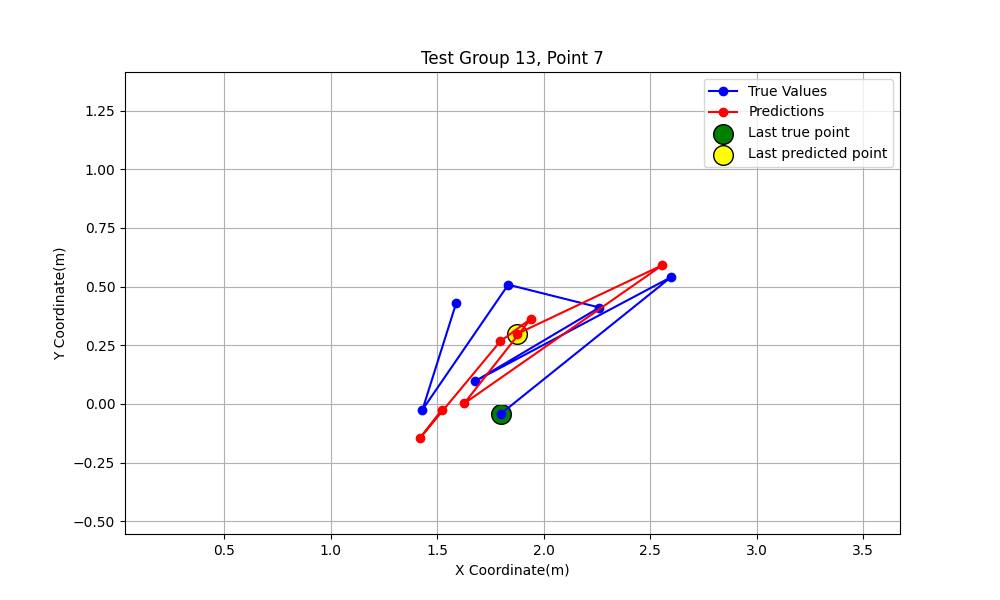 Test Group 13, Point 7
True Values
Predictions
Last true point
Last predicted point
1.25
1.00
0.75
0.50
0.25
0.00
−0.25
−0.50
Y Coordinate(m)
0.5 1.0 1.5 2.0 2.5 3.0 3.5
X Coordinate(m)